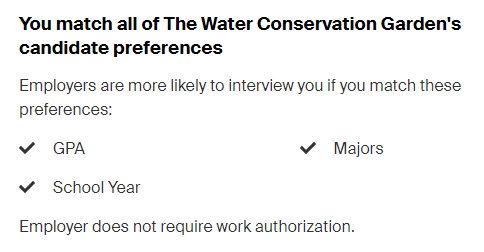 You match all of The Water Conservation Garden's
candidate preferences
Employers are more likely to interview you if you match these
preferences:
GPA
Majors
School Year
Employer does not require work authorization.